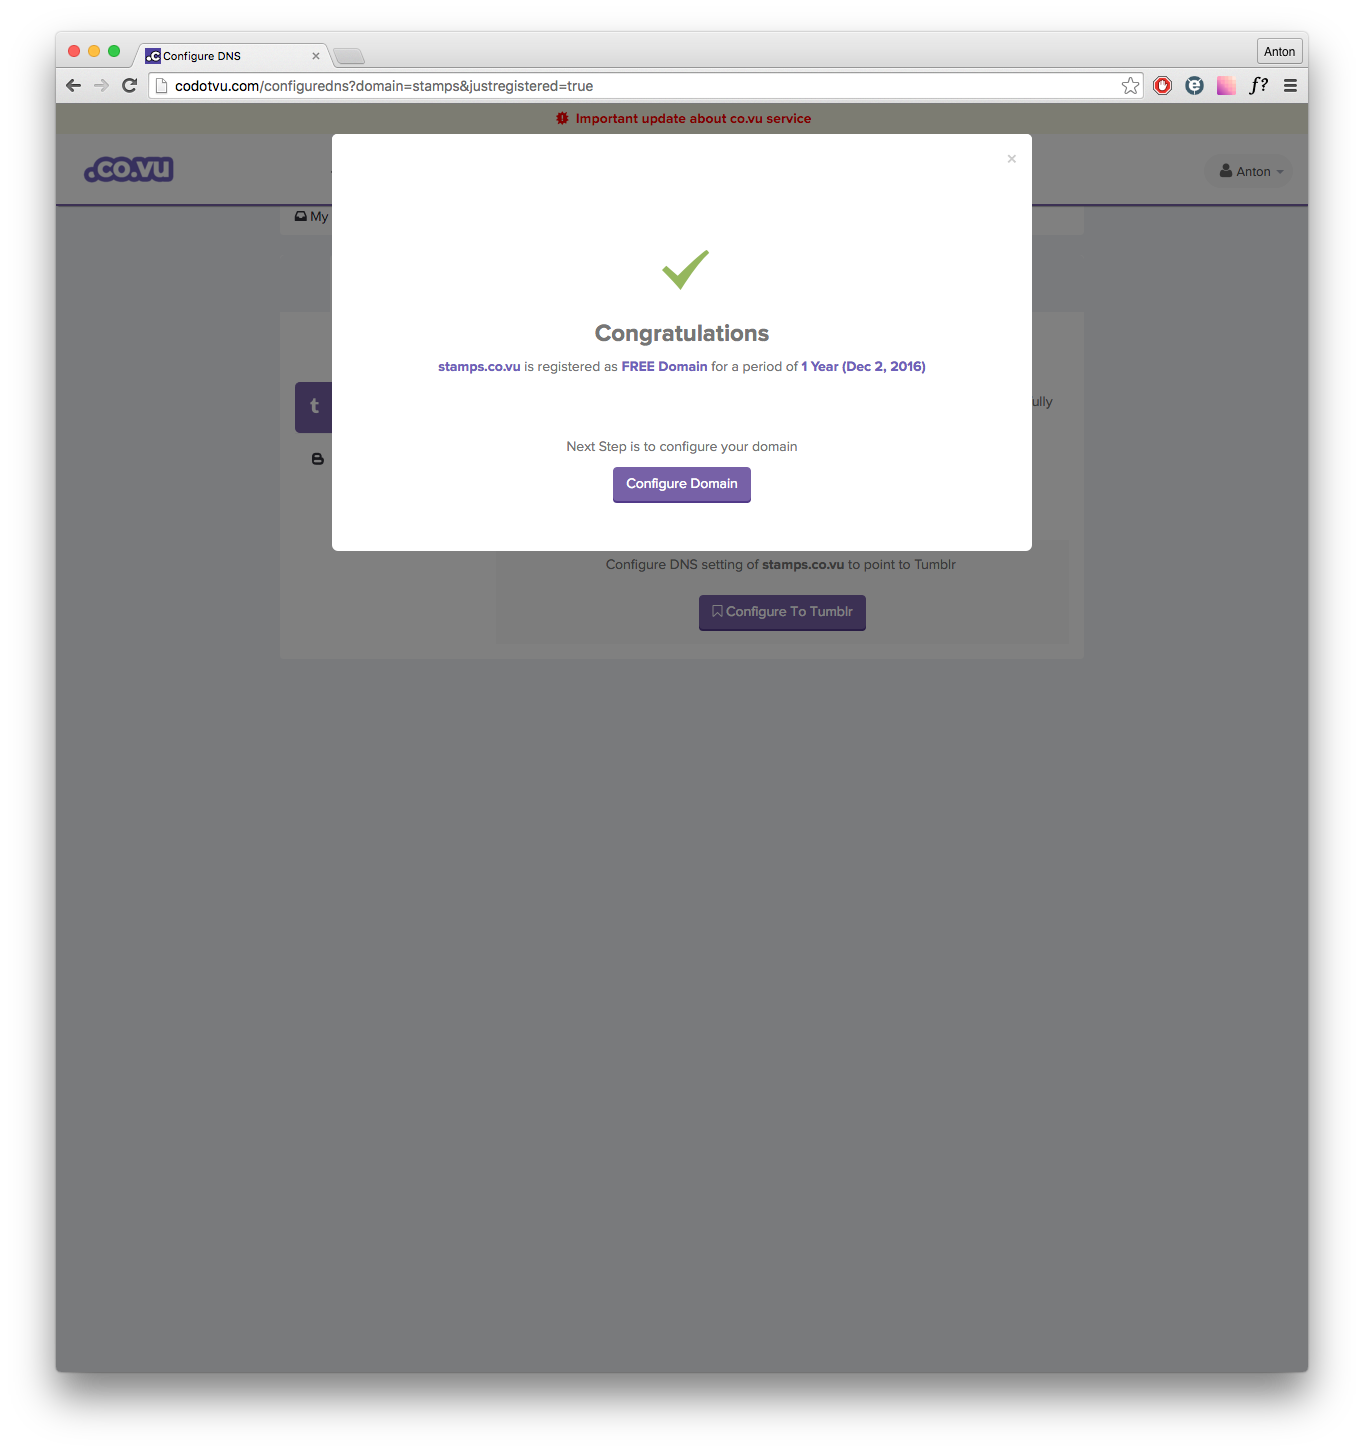 Configure DNS
Anton
codotvu.com/configuredns?domain=stamps&justregistered=true
f?
Important update about co.vu service
.co.vu
Anton
My
Congratulations
stamps.co.vu is registered as FREE Domain for a period of 1 Year (Dec 2, 2016)
t
ully
Next Step is to configure your domain
Configure Domain
Configure DNS setting of stamps.co.vu to point to Tumblr
Configure To Tumblr